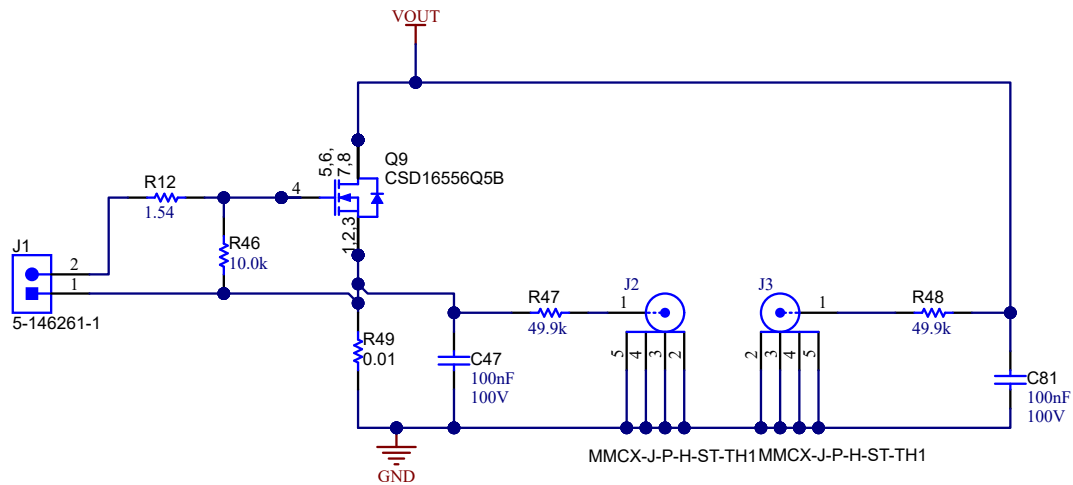 VOUT
5,6,
7,8
Q9
CSD16556Q5B
R12
1.54
4
1,2,3
J1
2
1
5-146261-1
R46
10.0k
R49
0.01
C47
100nF
100V
R47
49.9k
1
J2
5
4
3
2
J3
1
2
3
4
5
R48
49.9k
C81
100nF
100V
GND
MMCX-J-P-H-ST-TH1
MMCX-J-P-H-ST-TH1